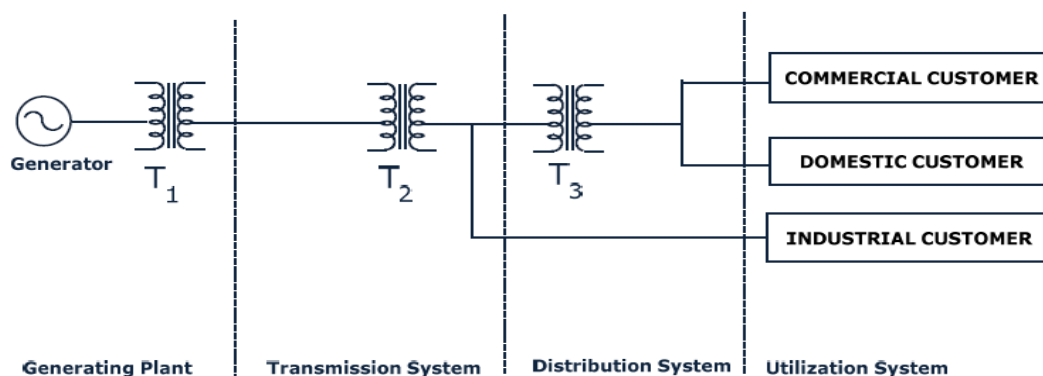 COMMERCIAL CUSTOMER
Generator
T1
T2
T3
DOMESTIC CUSTOMER
INDUSTRIAL CUSTOMER
Generating Plant
Transmission System
Distribution System
Utilization System